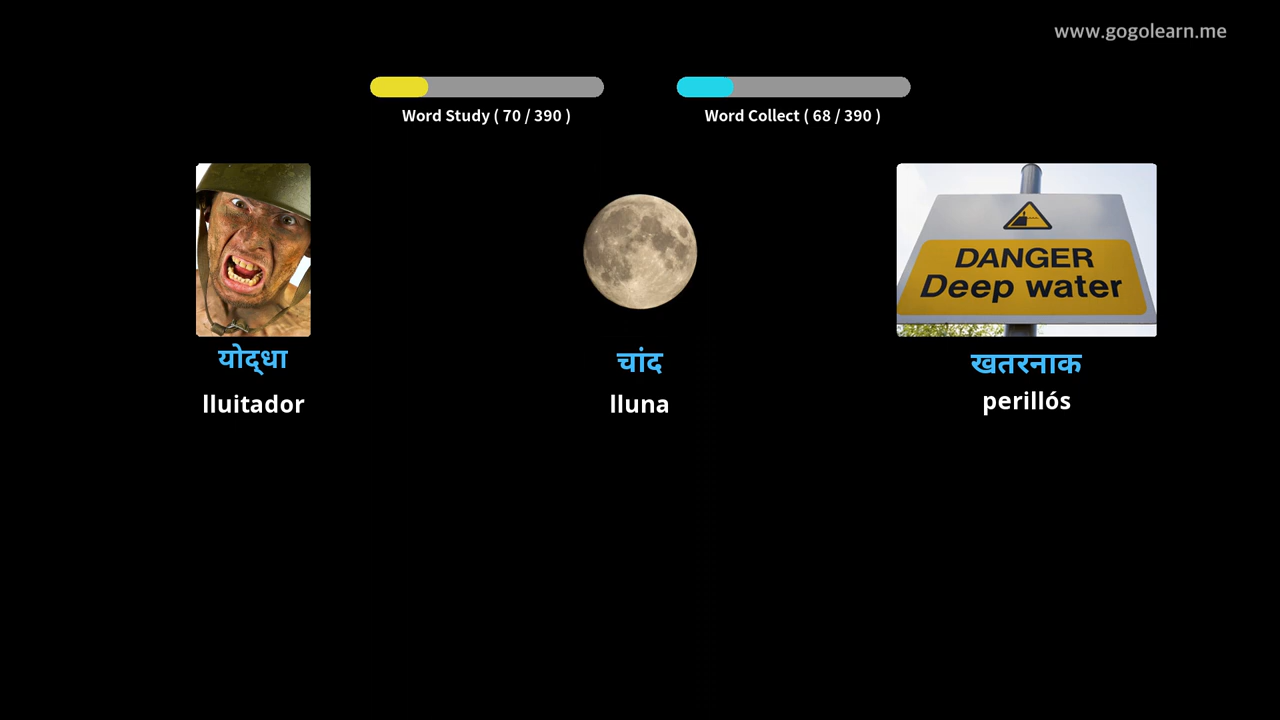 www.gogolearn.me
Word Study ( 70 / 390 )
Word Collect ( 68 / 390 )
DANGER
Deep water
योद्धा
चांद
खतरनाक
lluitador
lluna
perillós